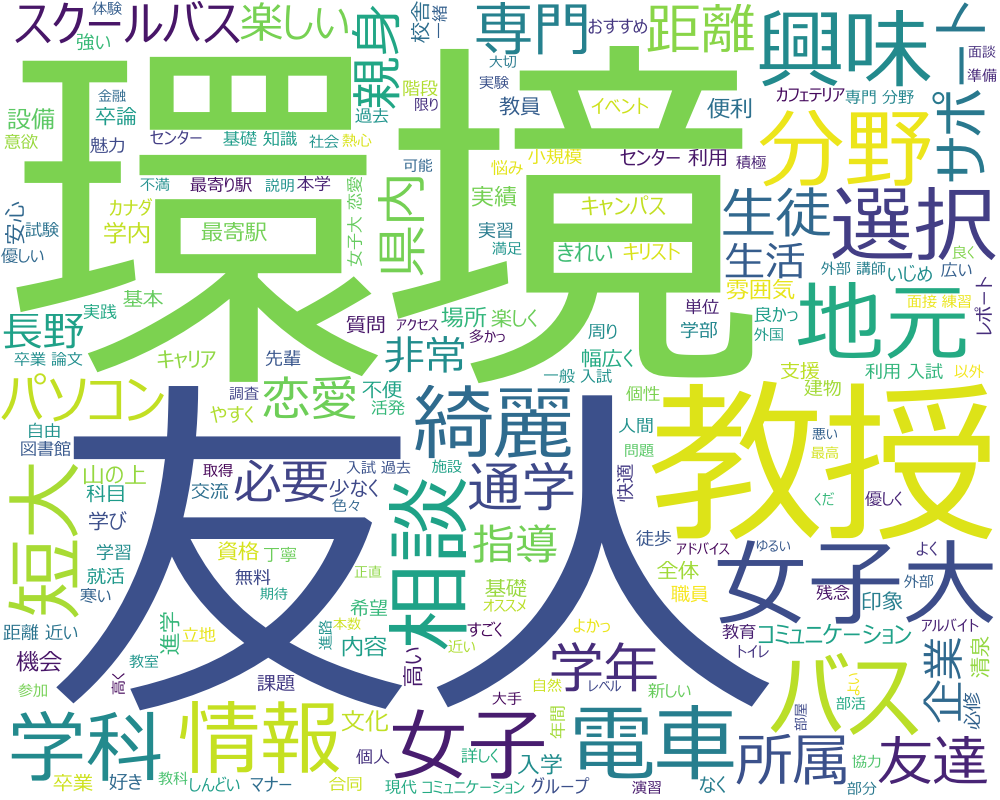 スクールバス
体験
楽しい
親身
校舎
一緒
専門
おすすめ
距離
興味
面談
準備
サポート
強い
環境
金融
階段
限り
過去
大切
実験
教員
イベント
便利
カフェテリア
専門 分野
設備
意欲
卒論
魅力
センター
基礎 知識
社会
熱心
小規模
悩み
可能
センター 利用
積極
分野
不満
最寄り駅
説明
本学
女子大 恋愛
県内
実績
キャンパス
生徒
選択
安心
試験
カナダ
学内
最寄駅
実習
満足
きれい
キリスト
生活
優しい
外部 講師
いじめ
広い
良く
雰囲気
実践
基本
質問
アクセス
多かっ
場所
楽しく
単位
学部
良かっ
外国
面接 練習
レポート
地元
長野
卒業 論文
キャリア
先輩
非常
周り
幅広く
一般 入試
支援
建物
利用 入試
以外
パソコン
調査
やすく
恋愛
不便
活発
綺麗
個性
人間
問題
教授
悪い
最高
自由
図書館
友人
短大
山の上
科目
取得
交流
必要
入試 過去
少なく
色々
施設
通学
快適
くだ
優しく
学び
学習
就活
寒い
資格
丁寧
無料
期待
正直
相談
指導
徒歩
アドバイス
ゆるい
よく
全体
職員
女子大
残念
印象
外部
基礎
オススメ
希望
本数
進路
内容
すごく
近い
よかっ
進学
立地
距離 近い
機会
教室
高く
課題
高い
大手
学年
自然
レベル
新しい
教育
トイレ
コミュニケーション
アルバイト
企業
清泉
必修
参加
学科
情報
文化
女子
年間
電車
バス
いっぱ
部活
部屋
所属
友達
個人
詳しく
入学
卒業
好き
教科
しんどい
マナー
合同
現代 コミュニケーション
グループ
演習
なく
協力
部分